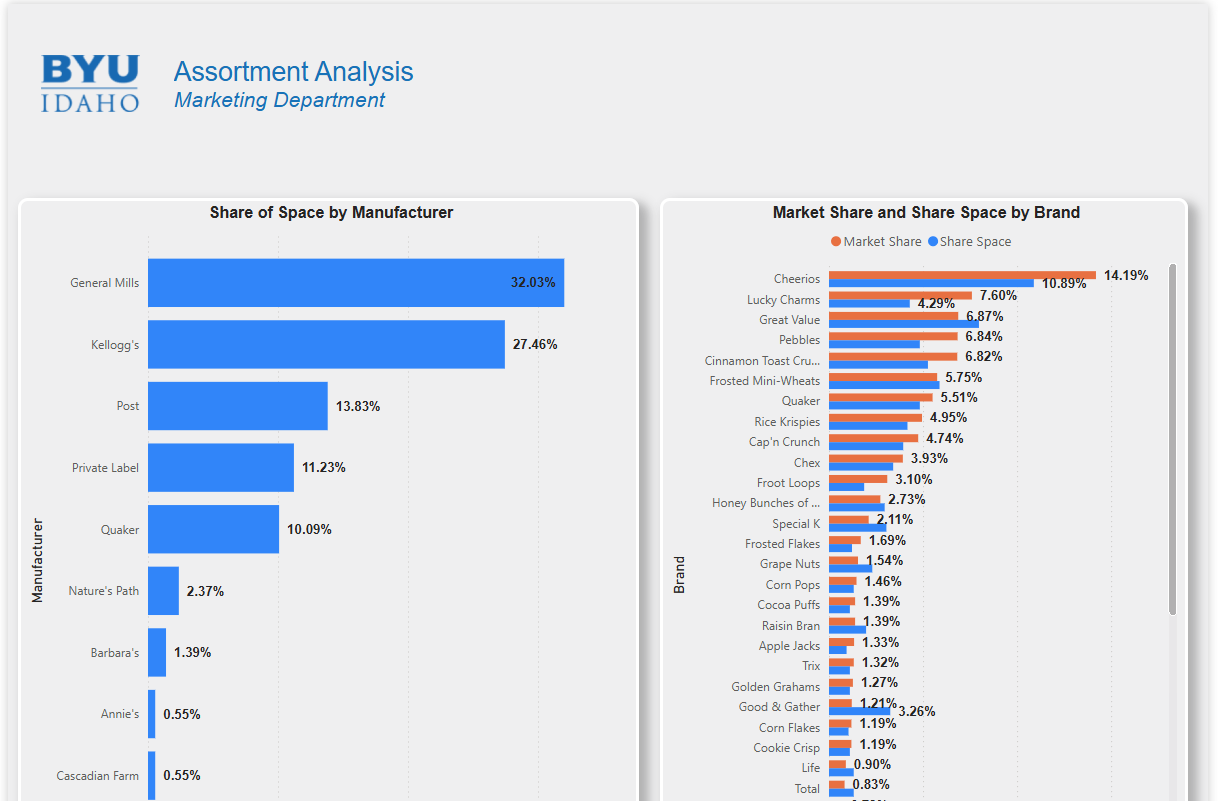 BYU
IDAHO
Assortment Analysis
Marketing Department
Share of Space by Manufacturer
Manufacturer
General Mills 32.03%
Kellogg's 27.46%
Post 13.83%
Private Label 11.23%
Quaker 10.09%
Nature's Path 2.37%
Barbara's 1.39%
Annie's 0.55%
Cascadian Farm 0.55%
Market Share and Share Space by Brand
Market Share Share Space
Brand
Cheerios 14.19%
10.89%
Lucky Charms 7.60%
4.29%
Great Value 6.87%
Pebbles 6.84%
Cinnamon Toast Cru... 6.82%
Frosted Mini-Wheats 5.75%
Quaker 5.51%
Rice Krispies 4.95%
Cap'n Crunch 4.74%
Chex 3.93%
Froot Loops 3.10%
Honey Bunches of ... 2.73%
Special K 2.11%
Frosted Flakes 1.69%
Grape Nuts 1.54%
Corn Pops 1.46%
Cocoa Puffs 1.39%
Raisin Bran 1.39%
Apple Jacks 1.33%
Trix 1.32%
Golden Grahams 1.27%
Good & Gather 1.21%
3.26%
Corn Flakes 1.19%
Cookie Crisp 1.19%
Life 0.90%
Total 0.83%